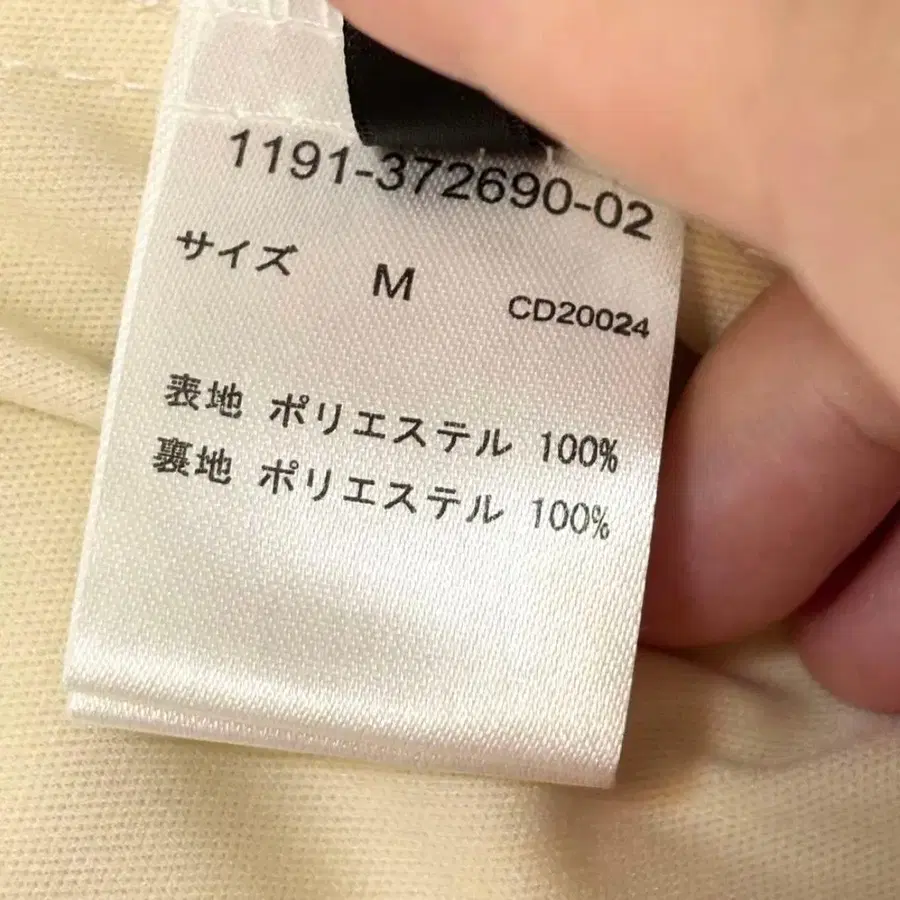 1191-372690-02
サイズ M CD20024
表地 ポリエステル 100%
裏地 ポリエステル 100%